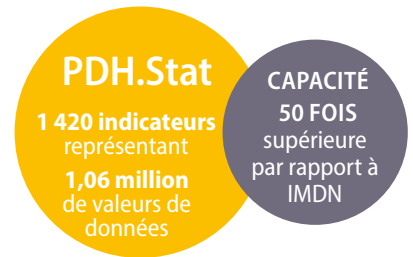 PDH.Stat
1 420 indicateurs
représentant
1,06 million
de valeurs de
données
CAPACITÉ
50 FOIS
supérieure
par rapport à
IMDN